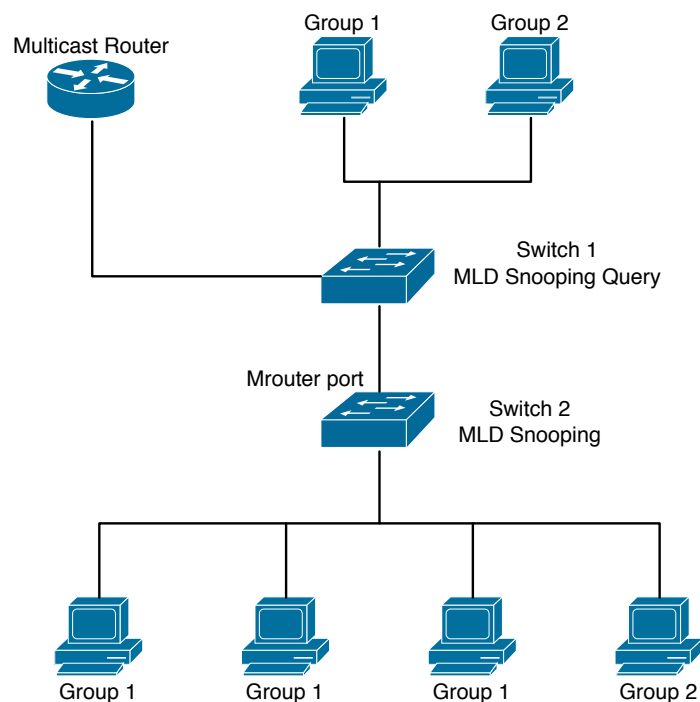 Group 1
Group 2
Multicast Router
Switch 1
MLD Snooping Query
Mrouter port
Switch 2
MLD Snooping
Group 1
Group 1
Group 1
Group 2